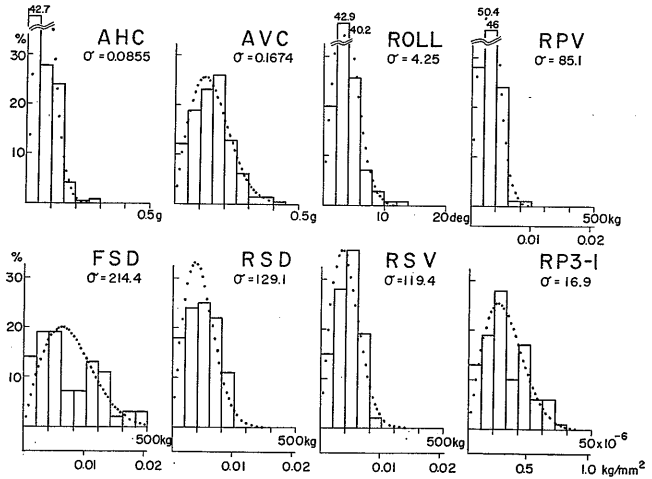 42.7
AHC
σ=0.0855
%
30
20
10
0.5g
AVC
σ=0.1674
0.5g
42.9
40.2
ROLL
σ=4.25
10 20deg
50.4
46
RPV
σ=85.1
500kg
0.01 0.02
FSD
σ=214.4
%
30
20
10
500kg
0.01 0.02
RSD
σ=129.1
500kg
0.01 0.02
RSV
σ=119.4
500kg
0.01 0.02
RP3-1
σ=16.9
50x10⁻⁶
0.5 1.0 kg/mm²